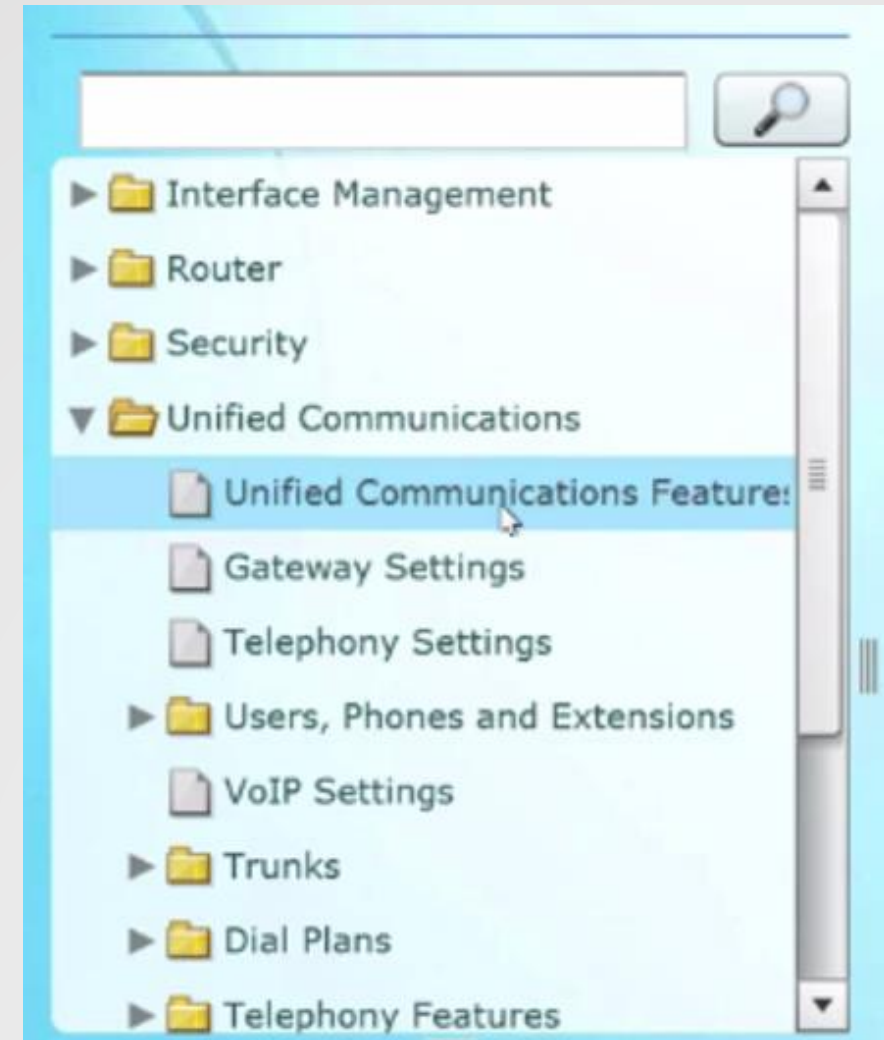 Interface Management
Router
Security
Unified Communications
Unified Communications Features
Gateway Settings
Telephony Settings
Users, Phones and Extensions
VoIP Settings
Trunks
Dial Plans
Telephony Features